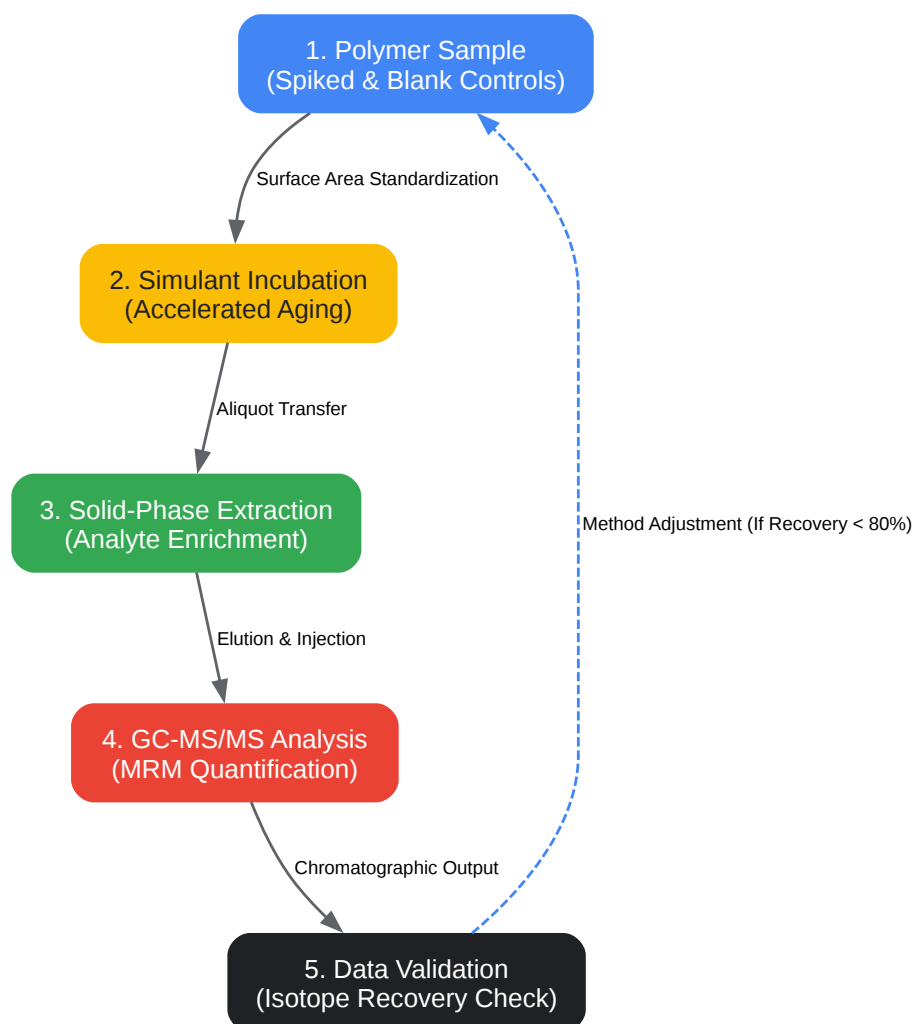 1. Polymer Sample
(Spiked & Blank Controls)
Surface Area Standardization
2. Simulant Incubation
(Accelerated Aging)
Aliquot Transfer
3. Solid-Phase Extraction
(Analyte Enrichment)
Method Adjustment (If Recovery < 80%)
Elution & Injection
4. GC-MS/MS Analysis
(MRM Quantification)
Chromatographic Output
5. Data Validation
(Isotope Recovery Check)